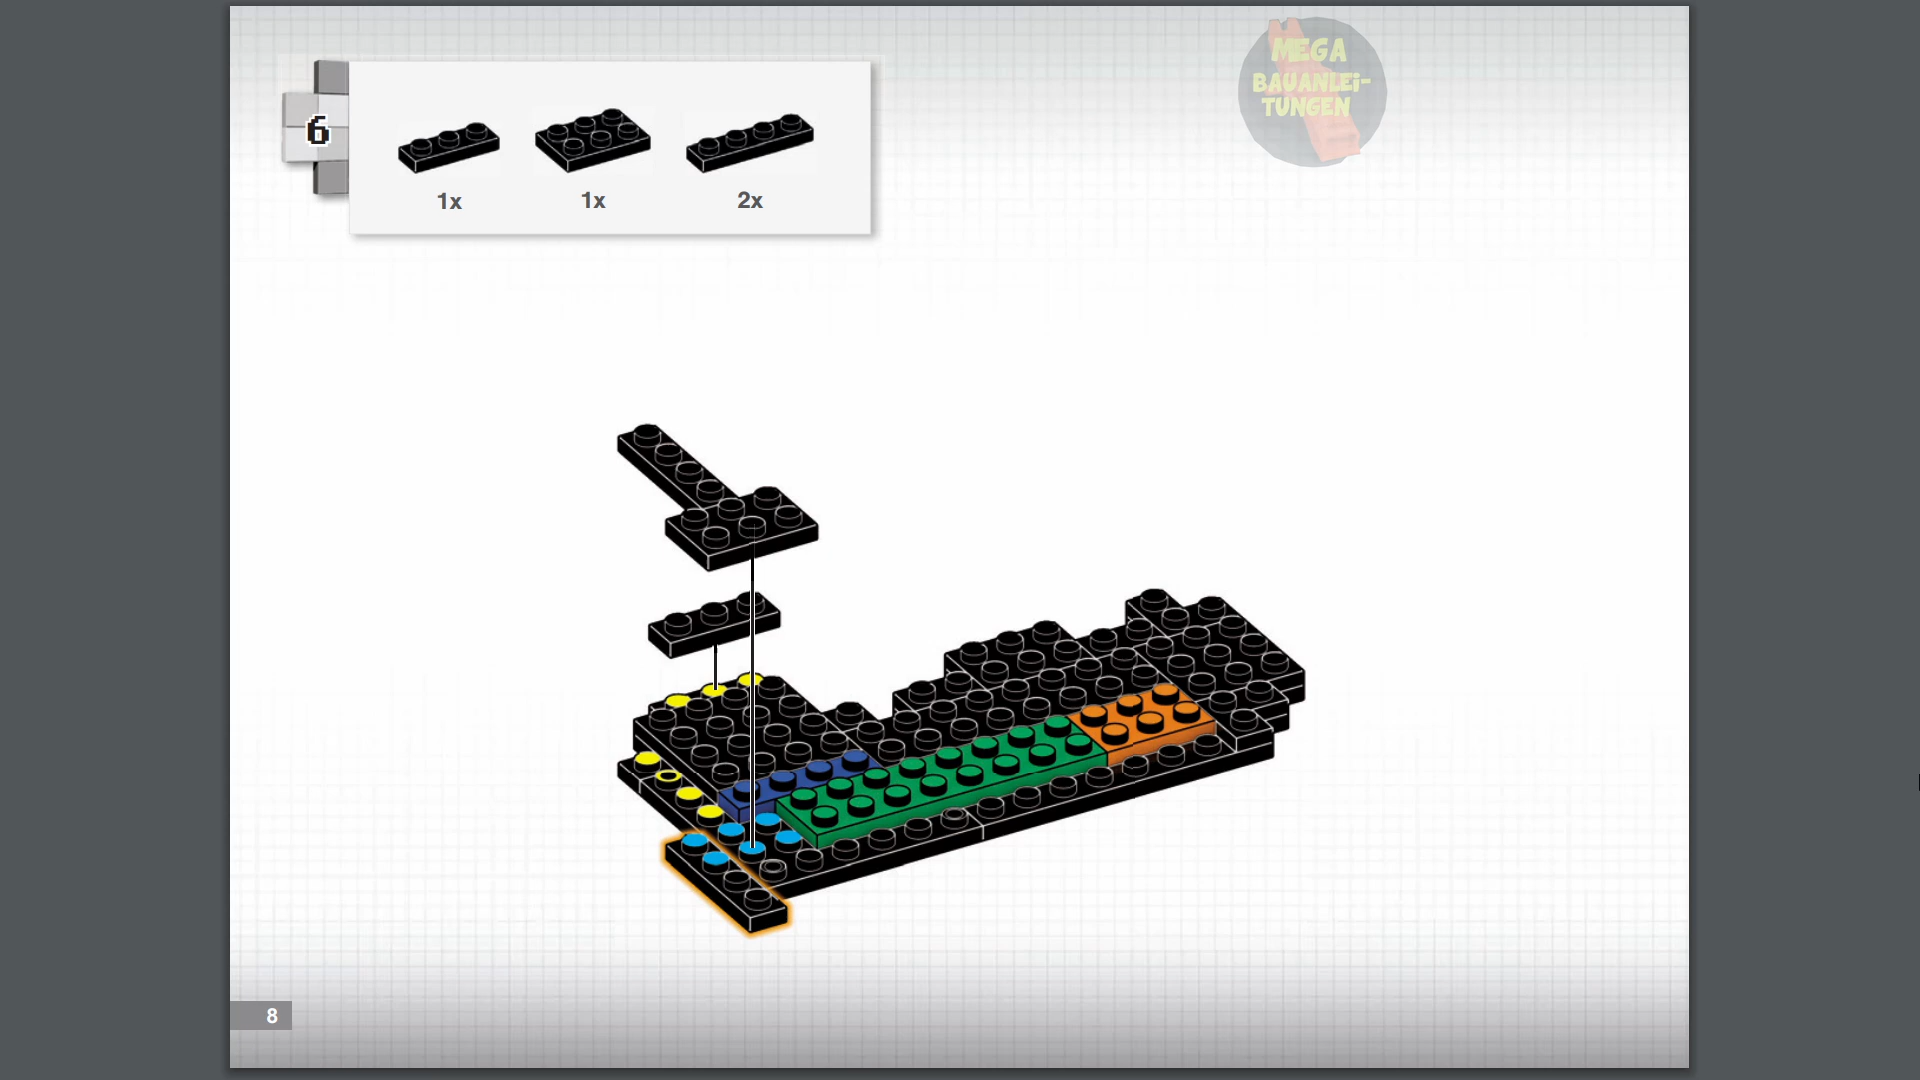 MEGA
BAUANLEi-
TUNGEN
6
1x
1x
2x
8